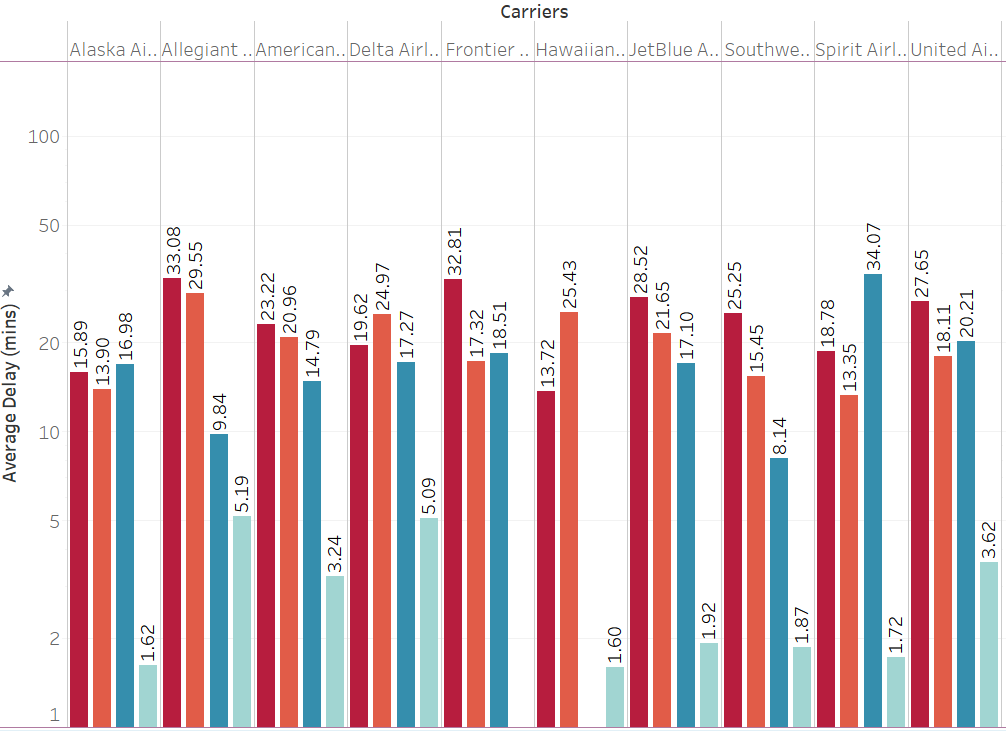 Carriers
Alaska Ai.. Allegiant .. American.. Delta Airl.. Frontier .. Hawaiian.. JetBlue A.. Southwe.. Spirit Airl.. United Ai..
Average Delay (mins)
100
50
20
10
5
2
1
15.89 13.90 16.98 1.62
33.08 29.55 9.84 5.19
23.22 20.96 14.79 3.24
19.62 24.97 17.27 5.09
32.81 17.32 18.51
13.72 25.43 1.60
28.52 21.65 17.10 1.92
25.25 15.45 8.14 1.87
18.78 13.35 34.07 1.72
27.65 18.11 20.21 3.62